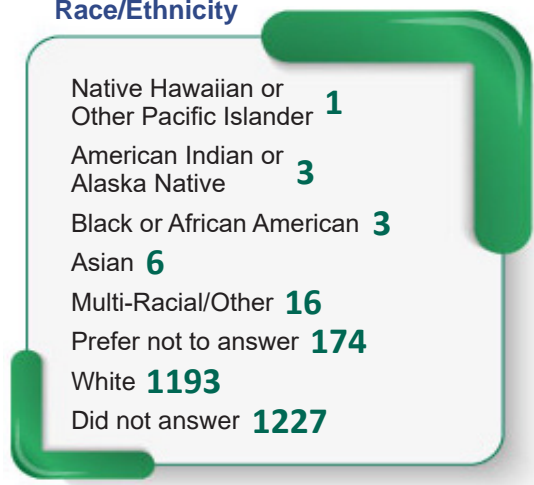 Race/Ethnicity
Native Hawaiian or
Other Pacific Islander 1
American Indian or
Alaska Native 3
Black or African American 3
Asian 6
Multi-Racial/Other 16
Prefer not to answer 174
White 1193
Did not answer 1227